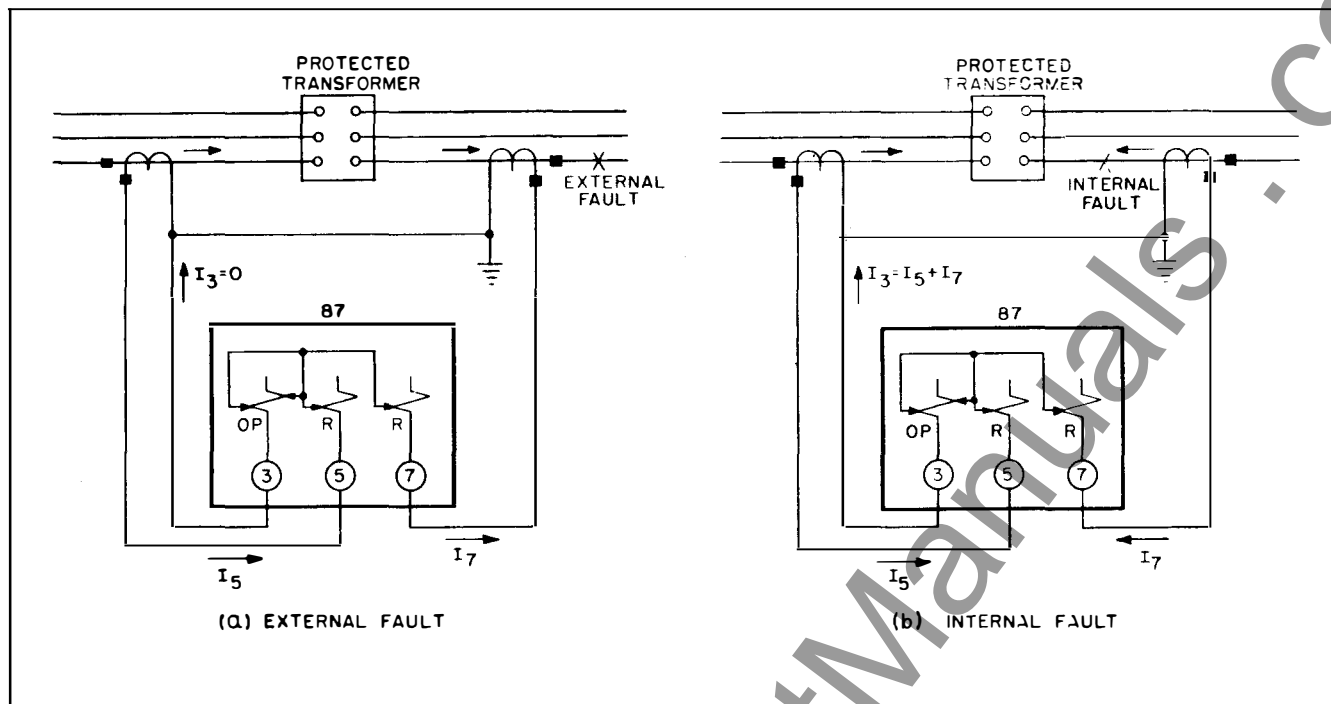 PROTECTED
TRANSFORMER
EXTERNAL
FAULT
I3=0
87
OP
R
R
3
5
7
I5
I7
(a) EXTERNAL FAULT
PROTECTED
TRANSFORMER
INTERNAL
FAULT
I3=I5+I7
87
OP
R
R
3
5
7
I5
I7
(b) INTERNAL FAULT
tManuals . c